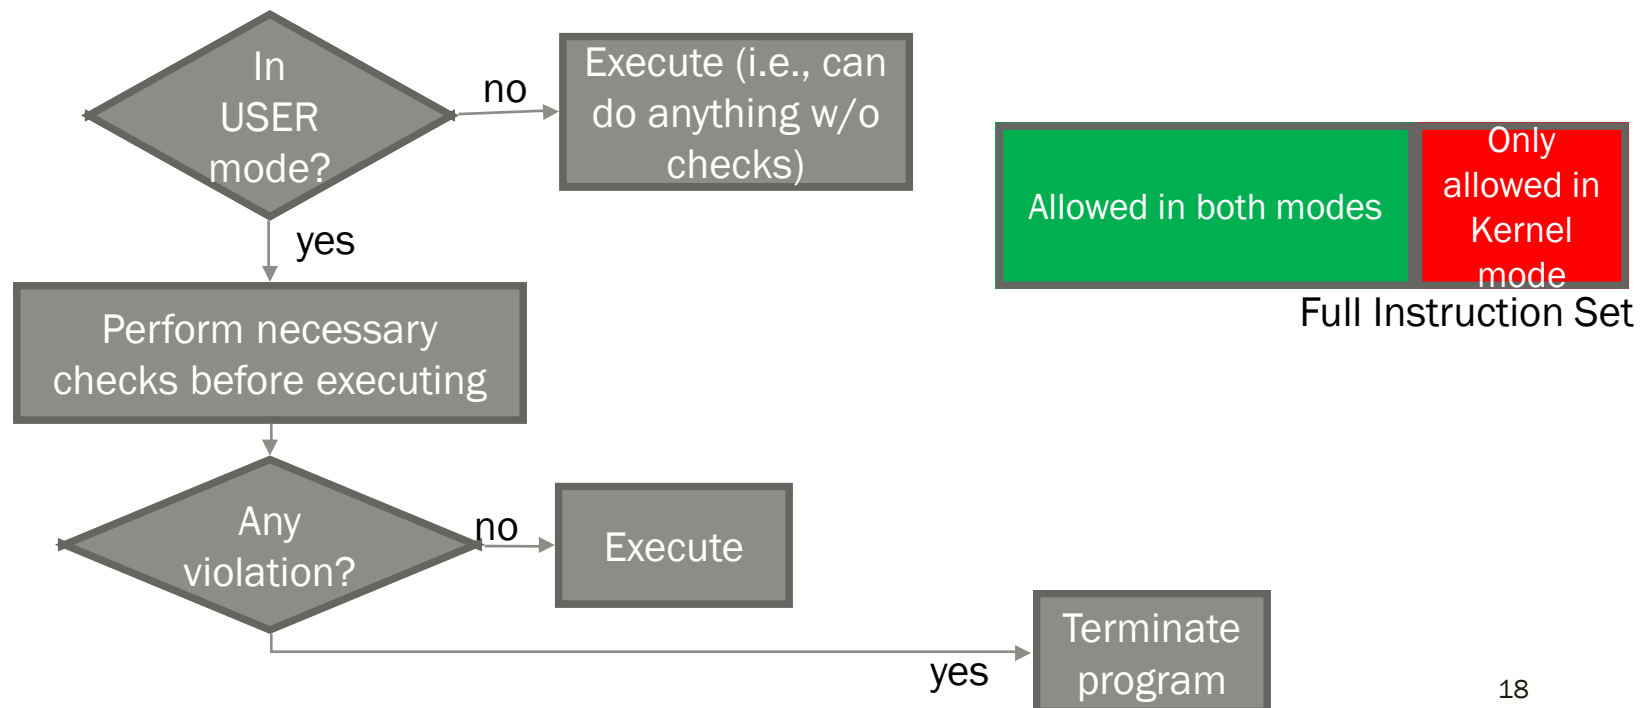 In
USER
mode?
no
Execute (i.e., can
do anything w/o
checks)
yes
Perform necessary
checks before executing
Any
violation?
no
Execute
yes
Terminate
program
Allowed in both modes
Only
allowed in
Kernel
mode
Full Instruction Set
18